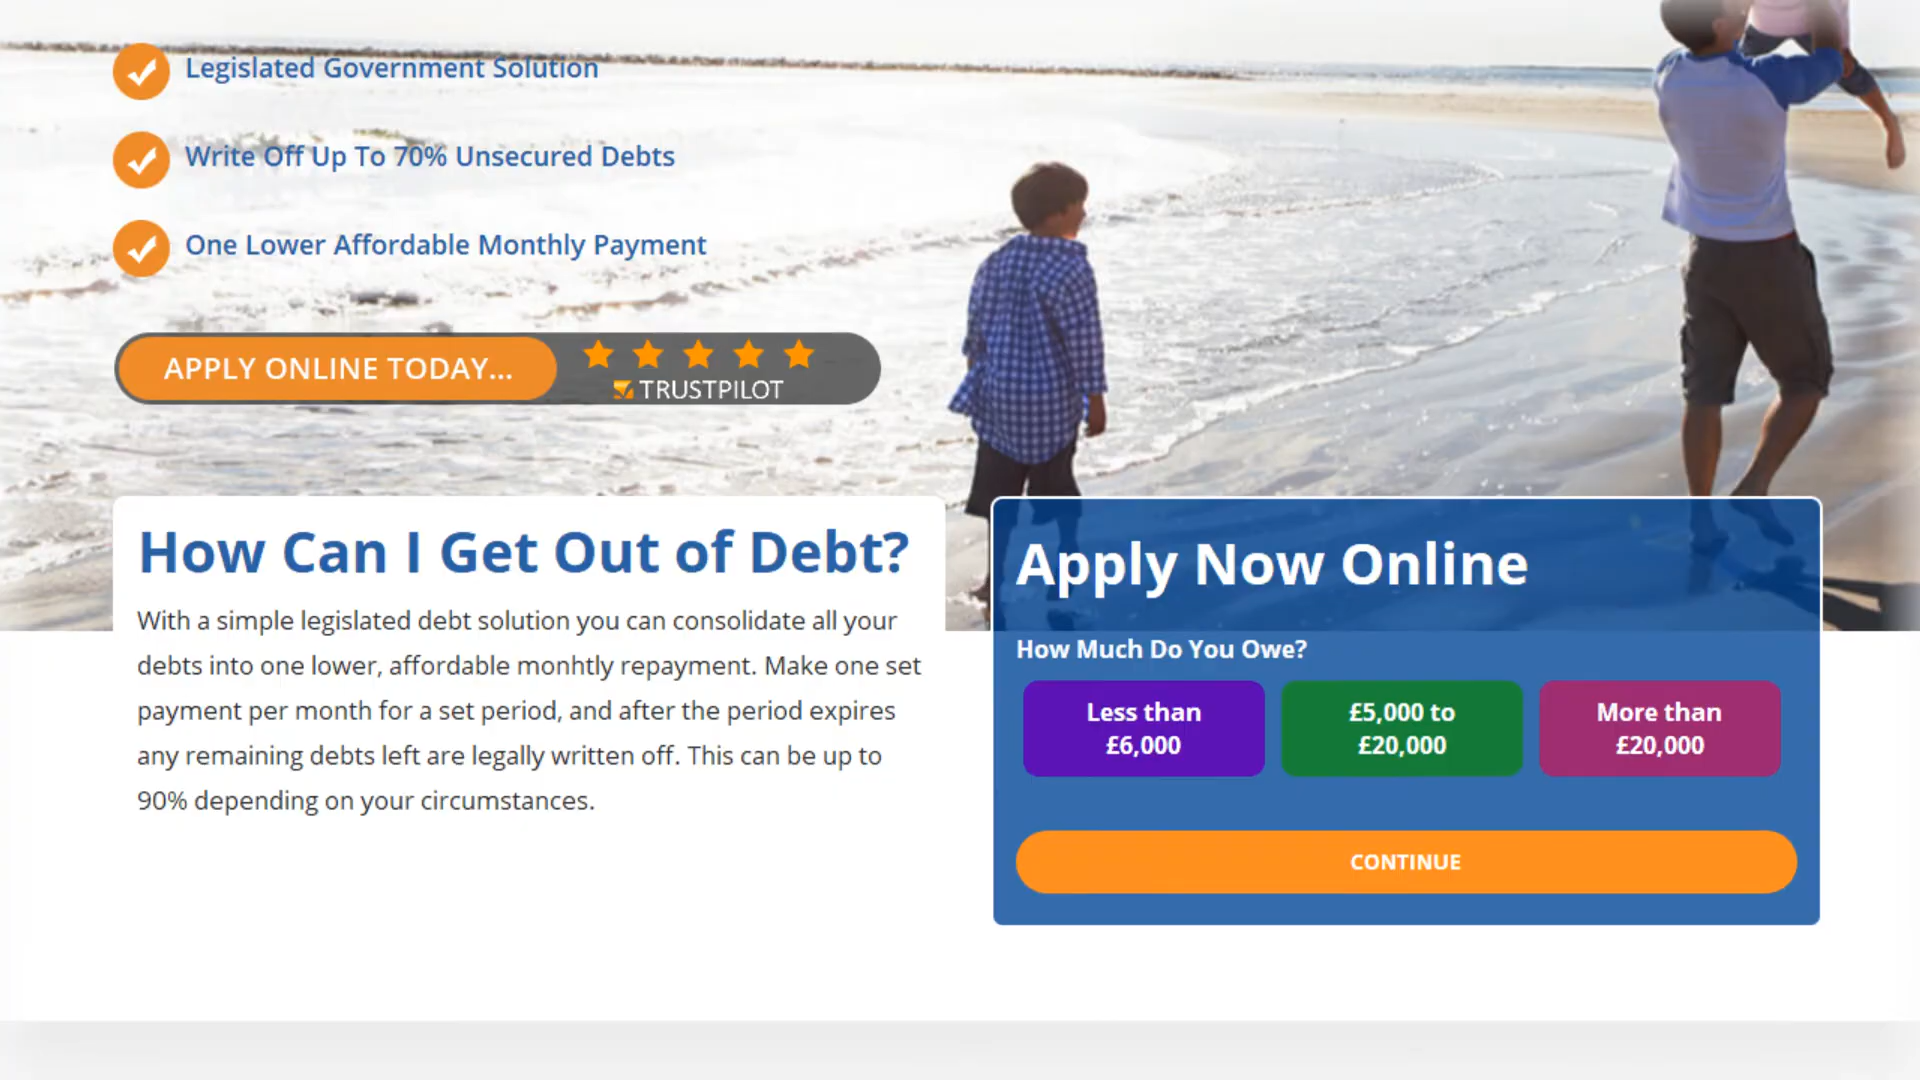 Legislated Government Solution
Write Off Up To 70% Unsecured Debts
One Lower Affordable Monthly Payment
APPLY ONLINE TODAY...
TRUSTPILOT
How Can I Get Out of Debt?
With a simple legislated debt solution you can consolidate all your
debts into one lower, affordable monhtly repayment. Make one set
payment per month for a set period, and after the period expires
any remaining debts left are legally written off. This can be up to
90% depending on your circumstances.
Apply Now Online
How Much Do You Owe?
Less than
£6,000
£5,000 to
£20,000
More than
£20,000
CONTINUE